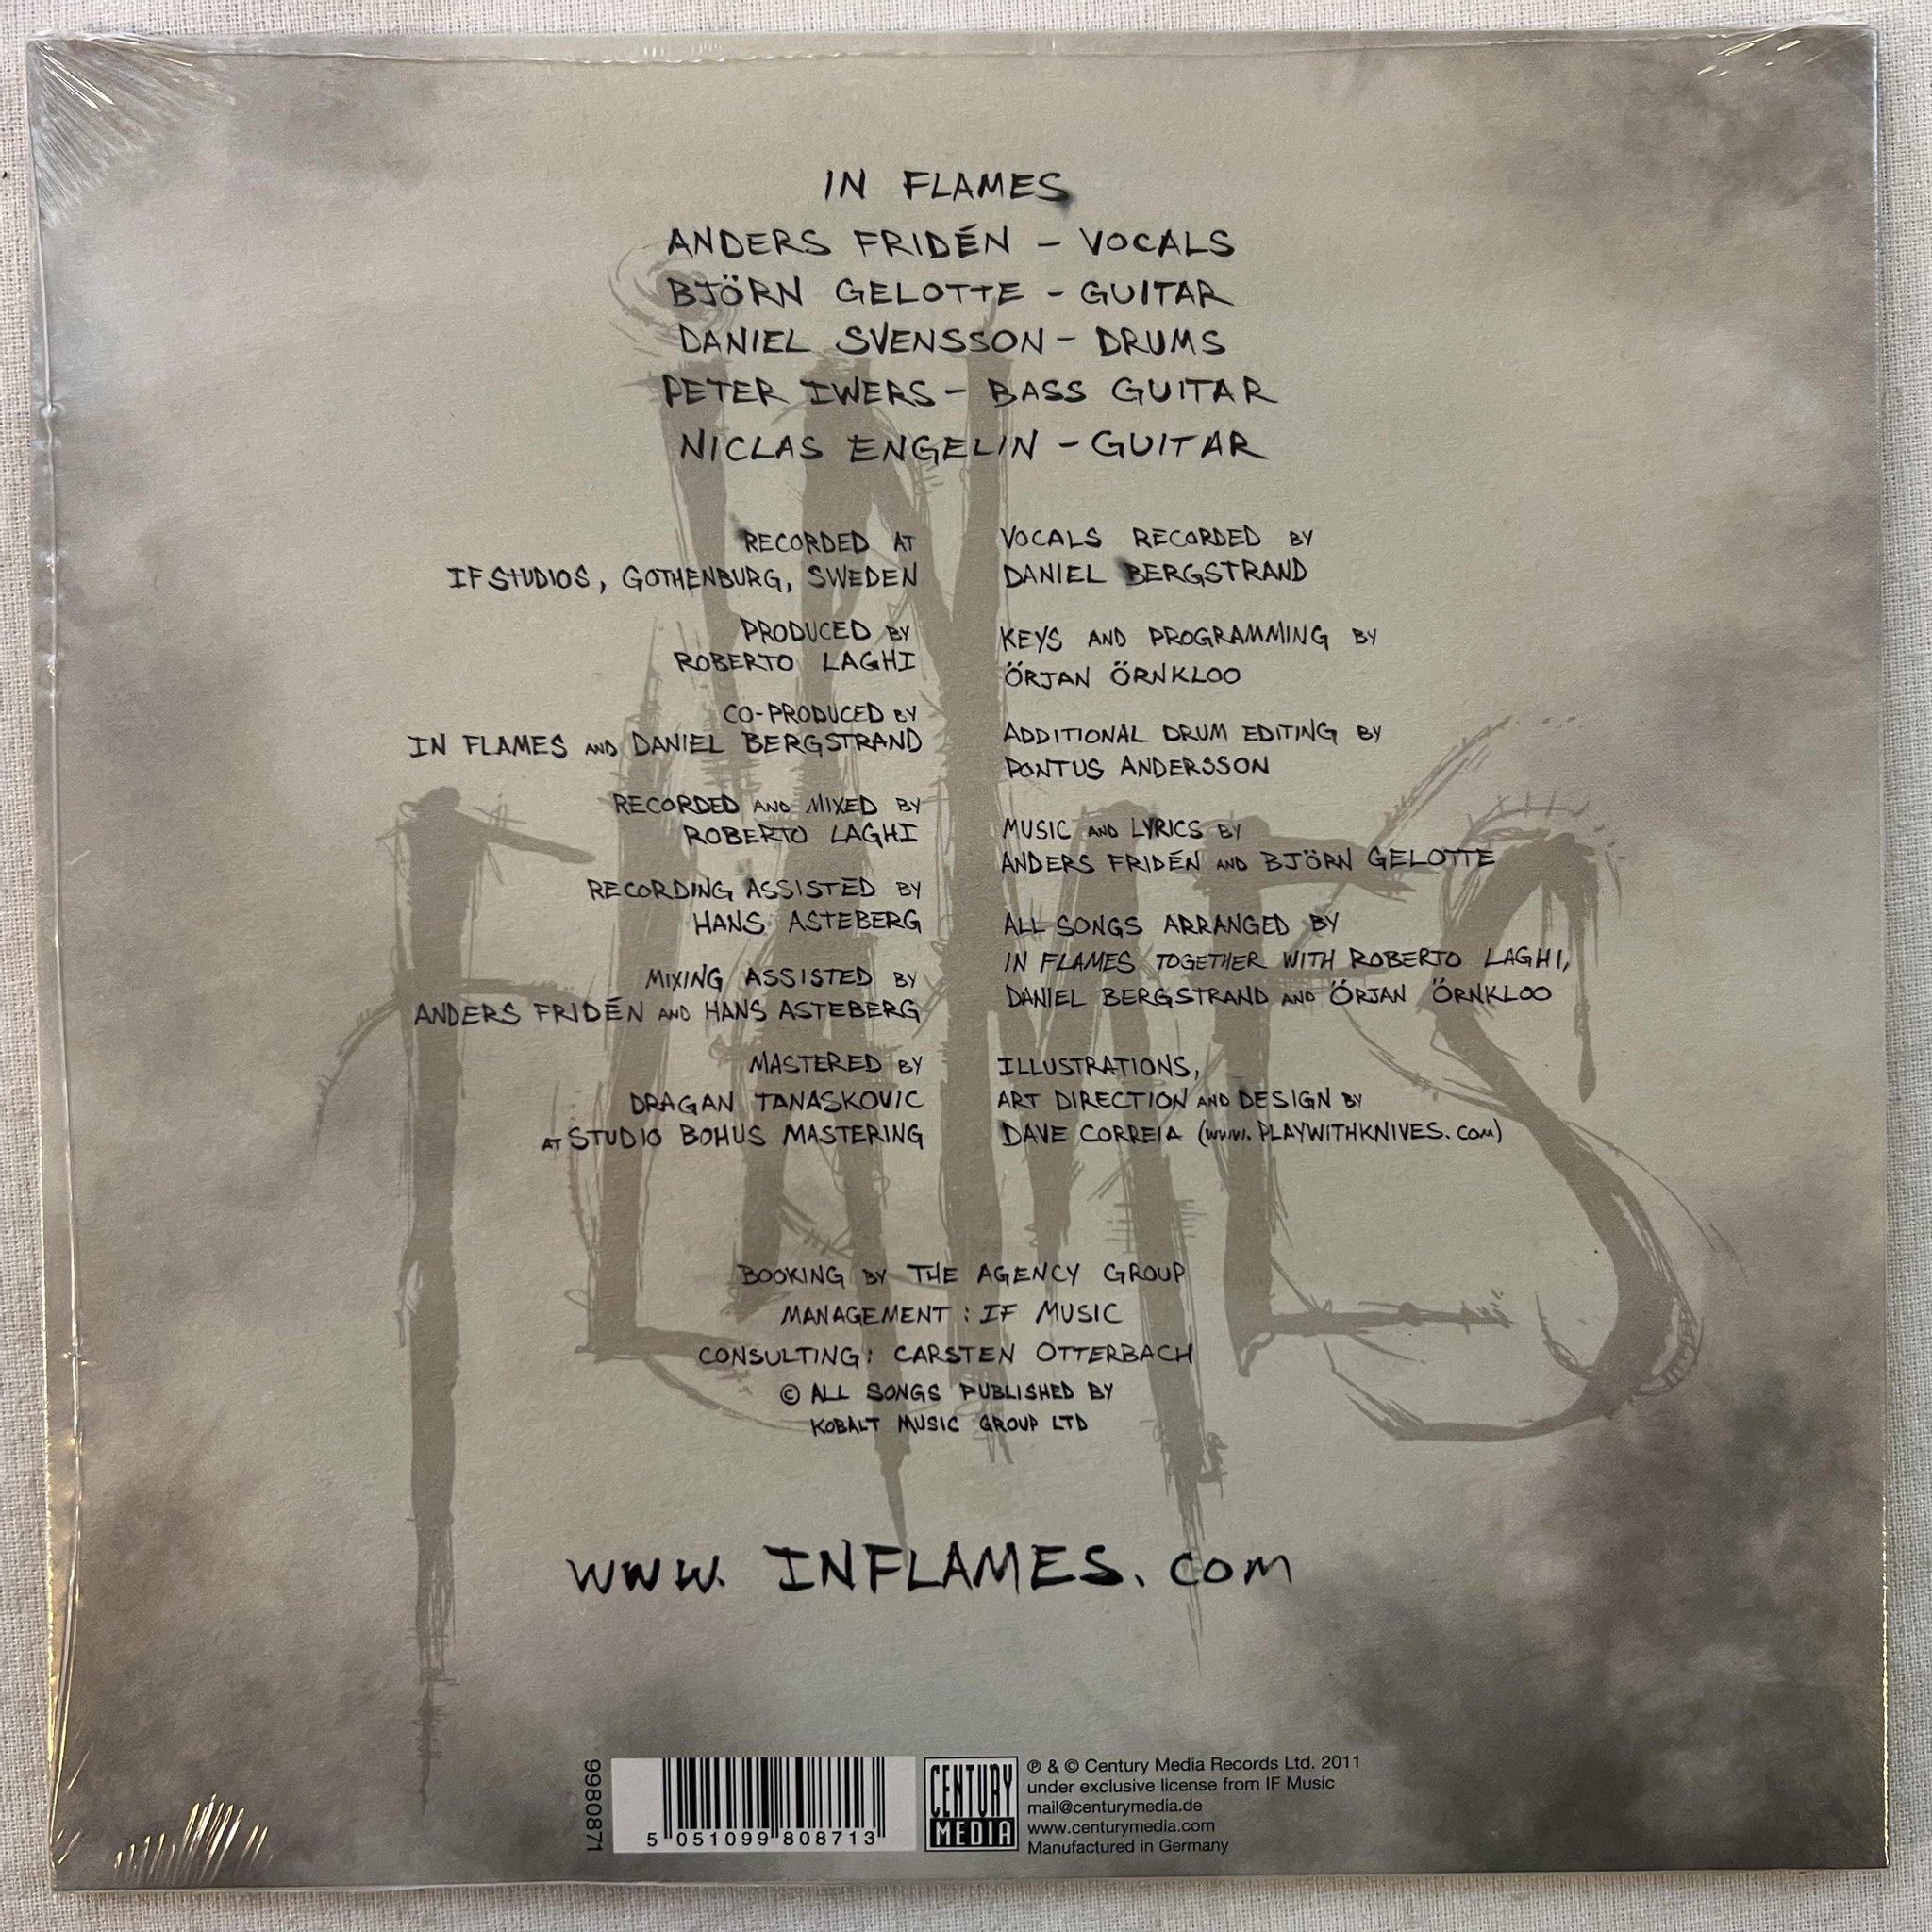 IN FLAMES
ANDERS FRIDÉN - VOCALS
BJÖRN GELOTTE - GUITAR
DANIEL SVENSSON - DRUMS
PETER IWERS - BASS GUITAR
NICLAS ENGELIN - GUITAR
RECORDED AT
IF STUDIOS, GOTHENBURG, SWEDEN
PRODUCED BY
ROBERTO LAGHI
CO-PRODUCED BY
IN FLAMES AND DANIEL BERGSTRAND
RECORDED AND MIXED BY
ROBERTO LAGHI
RECORDING ASSISTED BY
HANS ASTEBERG
MIXING ASSISTED BY
ANDERS FRIDÉN AND HANS ASTEBERG
MASTERED BY
DRAGAN TANASKOVIC
AT STUDIO BOHUS MASTERING
VOCALS RECORDED BY
DANIEL BERGSTRAND
KEYS AND PROGRAMMING BY
ÖRJAN ÖRNKLOO
ADDITIONAL DRUM EDITING BY
PONTUS ANDERSSON
MUSIC AND LYRICS BY
ANDERS FRIDÉN AND BJÖRN GELOTTE
ALL SONGS ARRANGED BY
IN FLAMES TOGETHER WITH ROBERTO LAGHI,
DANIEL BERGSTRAND AND ÖRJAN ÖRNKLOO
ILLUSTRATIONS,
ART DIRECTION AND DESIGN BY
DAVE CORREIA (www.PLAYWITHKNIVES.com)
BOOKING BY THE AGENCY GROUP
MANAGEMENT : IF MUSIC
CONSULTING: CARSTEN OTTERBACH
© ALL SONGS PUBLISHED BY
KOBALT MUSIC GROUP LTD
www.INFLAMES.com
IN
FLAMES
9980871
5 051099 808713
CENTURY
MEDIA
℗ & © Century Media Records Ltd. 2011
under exclusive license from IF Music
mail@centurymedia.de
www.centurymedia.com
Manufactured in Germany